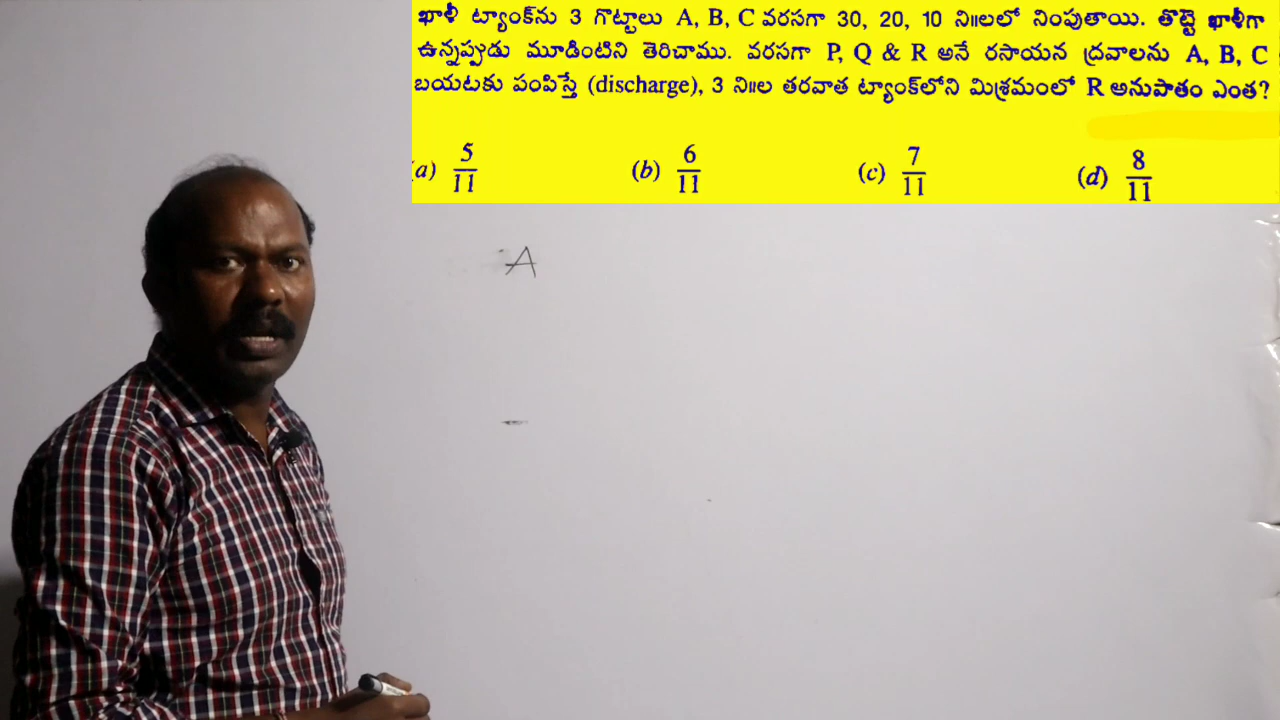 ఖాళీ ట్యాంక్‌ను 3 గొట్టాలు A, B, C వరసగా 30, 20, 10 ని॥లలో నింపుతాయి. తొట్టె ఖాళీగా
ఉన్నప్పుడు మూడింటిని తెరిచాము. వరసగా P, Q & R అనే రసాయన ద్రవాలను A, B, C
బయటకు పంపిస్తే (discharge), 3 ని॥ల తరవాత ట్యాంక్‌లోని మిశ్రమంలో R అనుపాతం ఎంత?
(a) 5/11 (b) 6/11 (c) 7/11 (d) 8/11
A